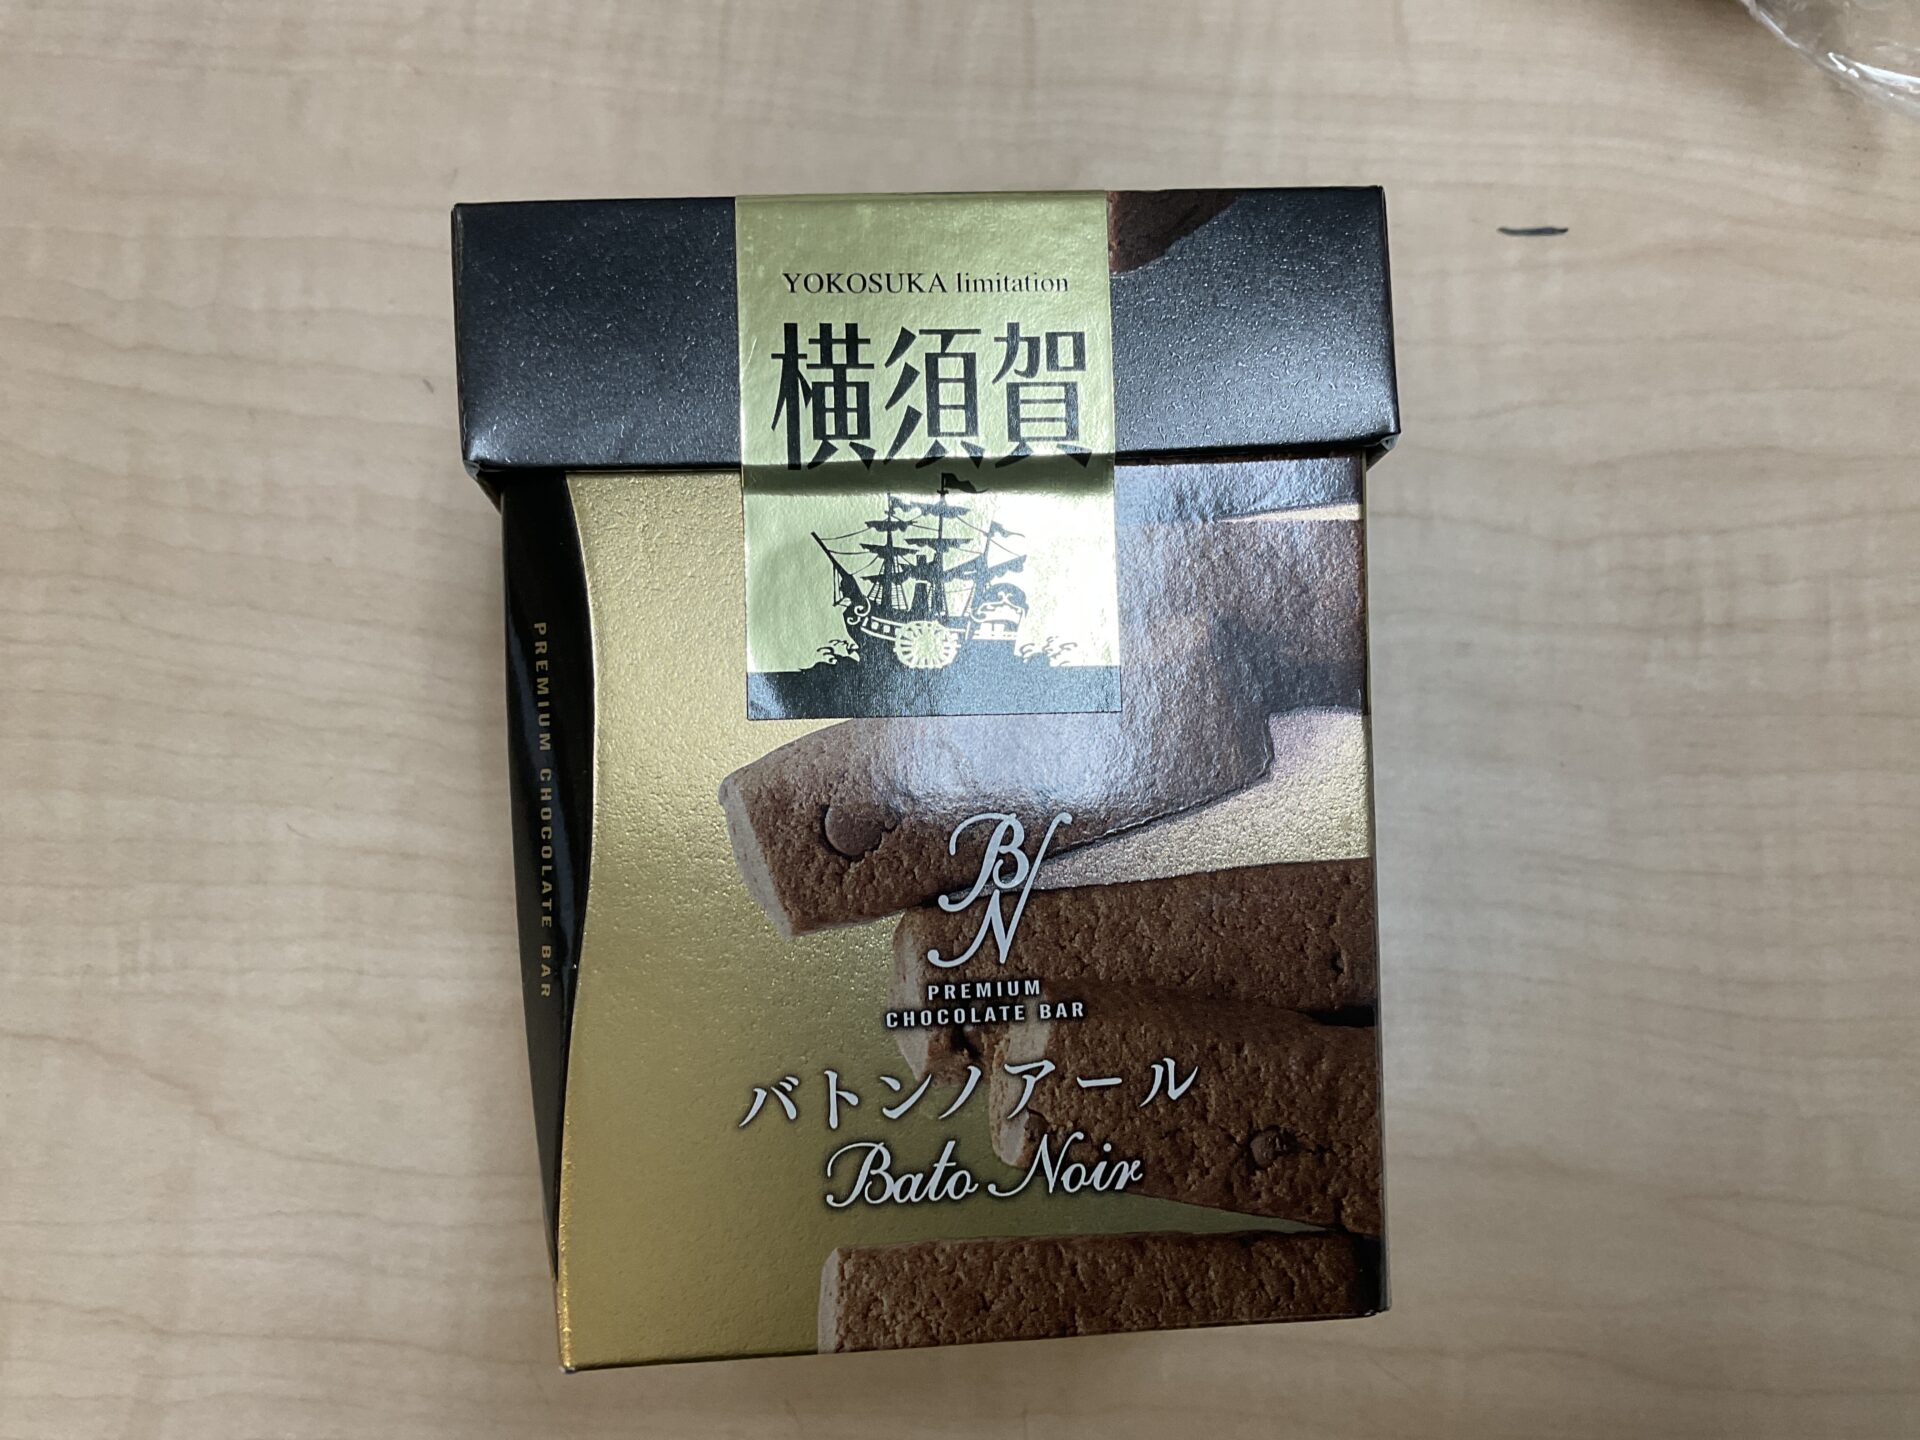 YOKOSUKA limitation
横須賀
PREMIUM CHOCOLATE BAR
BN
PREMIUM
CHOCOLATE BAR
バトンノアール
Bato Noir